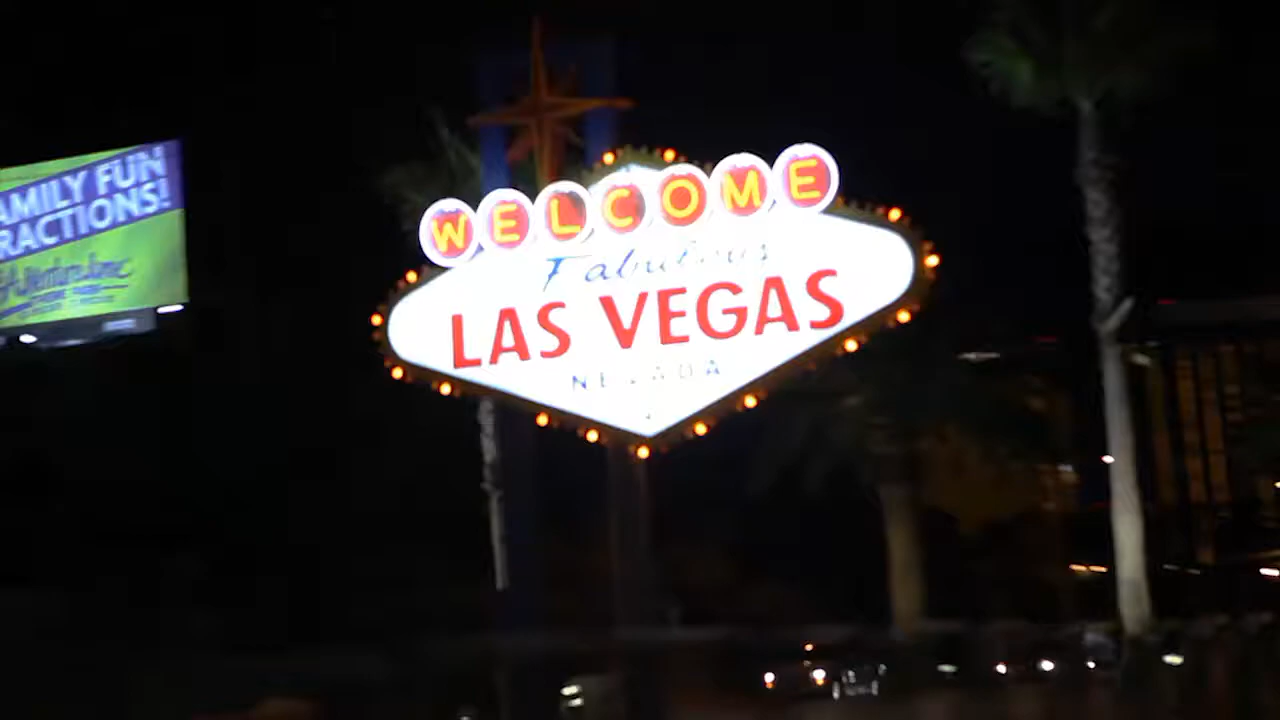 AMILY FUN
RACTIONS!
WELCOME
Fabulous
LAS VEGAS
NEVADA